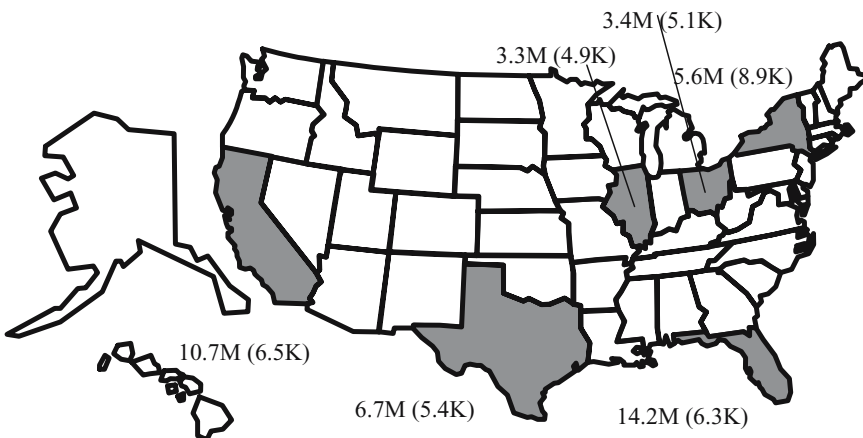 3.4M (5.1K)
3.3M (4.9K)
5.6M (8.9K)
10.7M (6.5K)
6.7M (5.4K)
14.2M (6.3K)